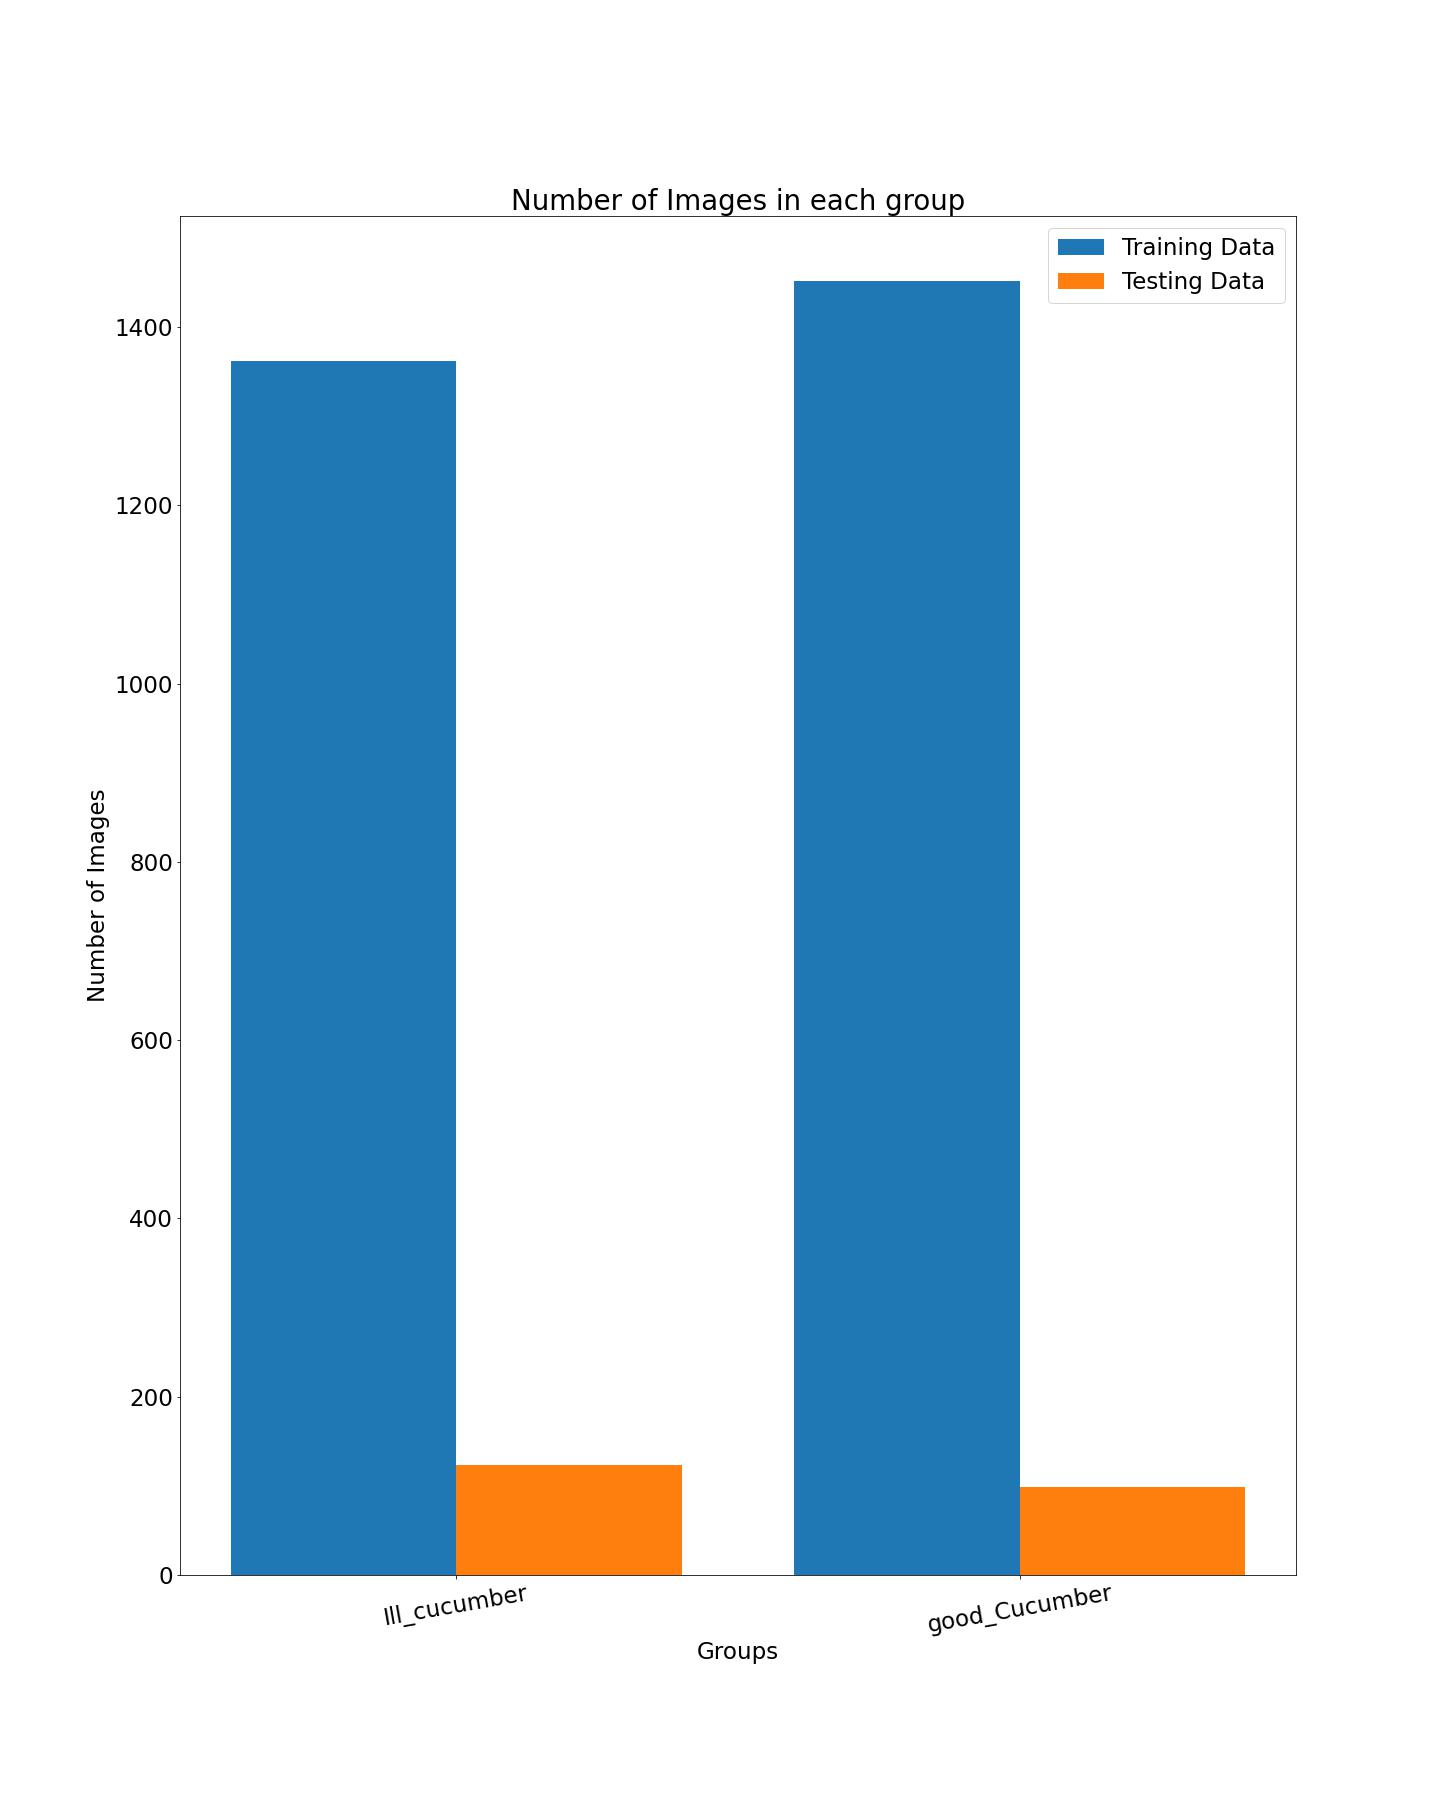 Number of Images in each group
Training Data
Testing Data
1400
1200
1000
800
600
400
200
0
Number of Images
Ill_cucumber
good_Cucumber
Groups